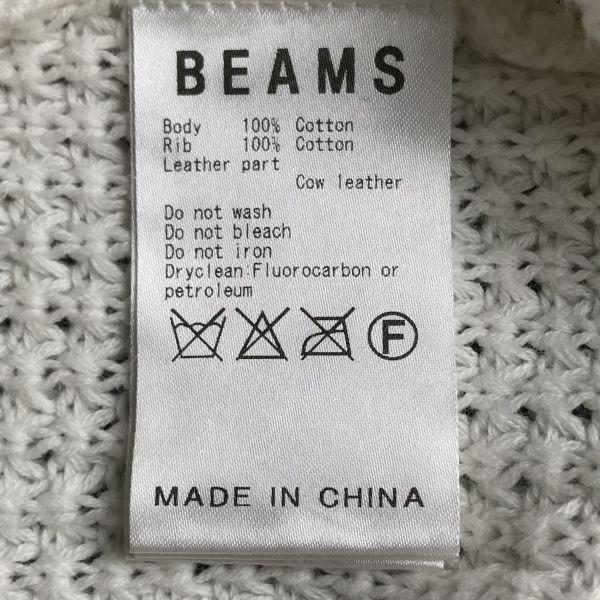 BEAMS
Body 100% Cotton
Rib 100% Cotton
Leather part
Cow leather
Do not wash
Do not bleach
Do not iron
Dryclean:Fluorocarbon or
petroleum
F
MADE IN CHINA